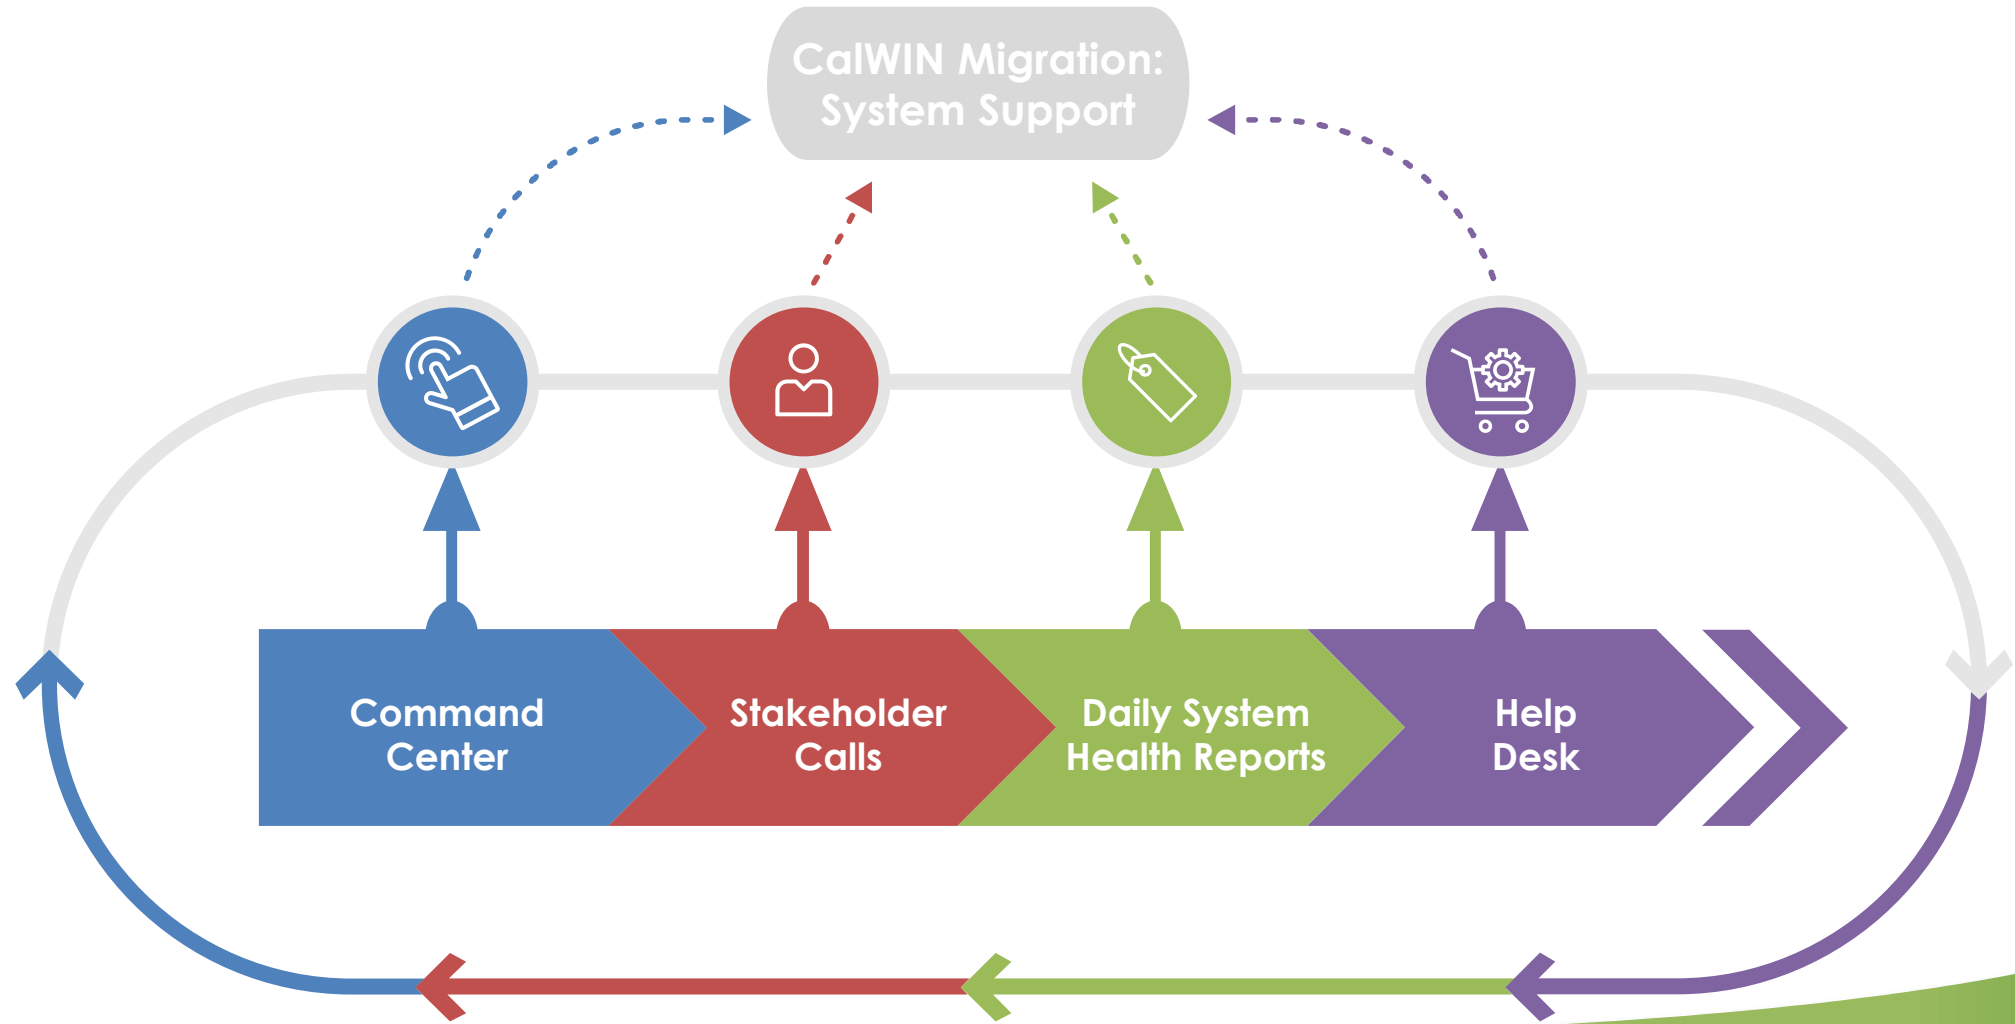 CalWIN Migration:
System Support
Command
Center
Stakeholder
Calls
Daily System
Health Reports
Help
Desk